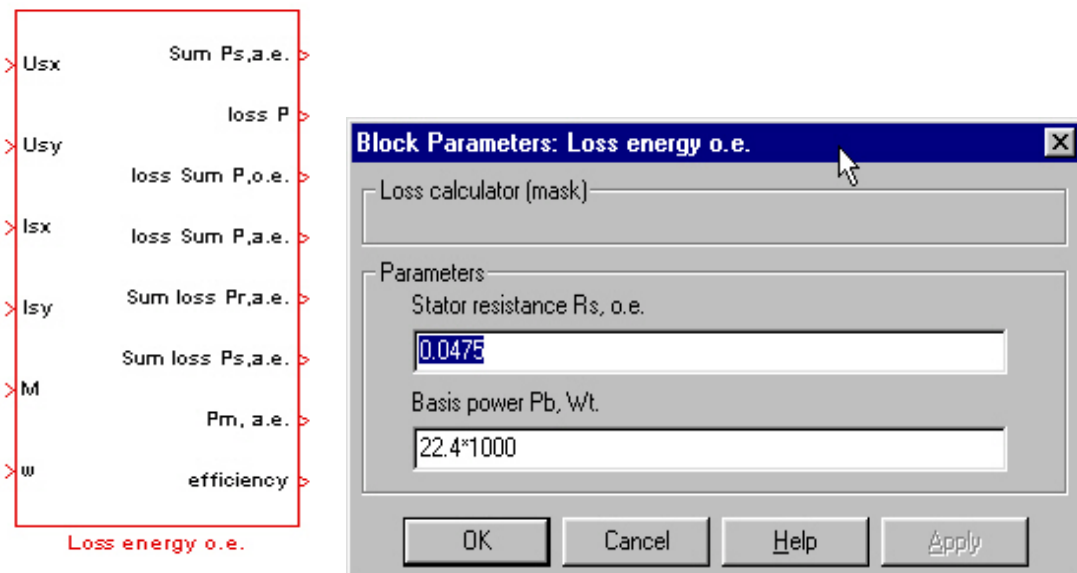 Usx
Usy
Isx
Isy
M
w
Sum Ps,a.e.
loss P
loss Sum P,o.e.
loss Sum P,a.e.
Sum loss Pr,a.e.
Sum loss Ps,a.e.
Pm, a.e.
efficiency
Loss energy o.e.
Block Parameters: Loss energy o.e.
Loss calculator (mask)
Parameters
Stator resistance Rs, o.e.
0.0475
Basis power Pb, Wt.
22.4*1000
OK Cancel Help Apply